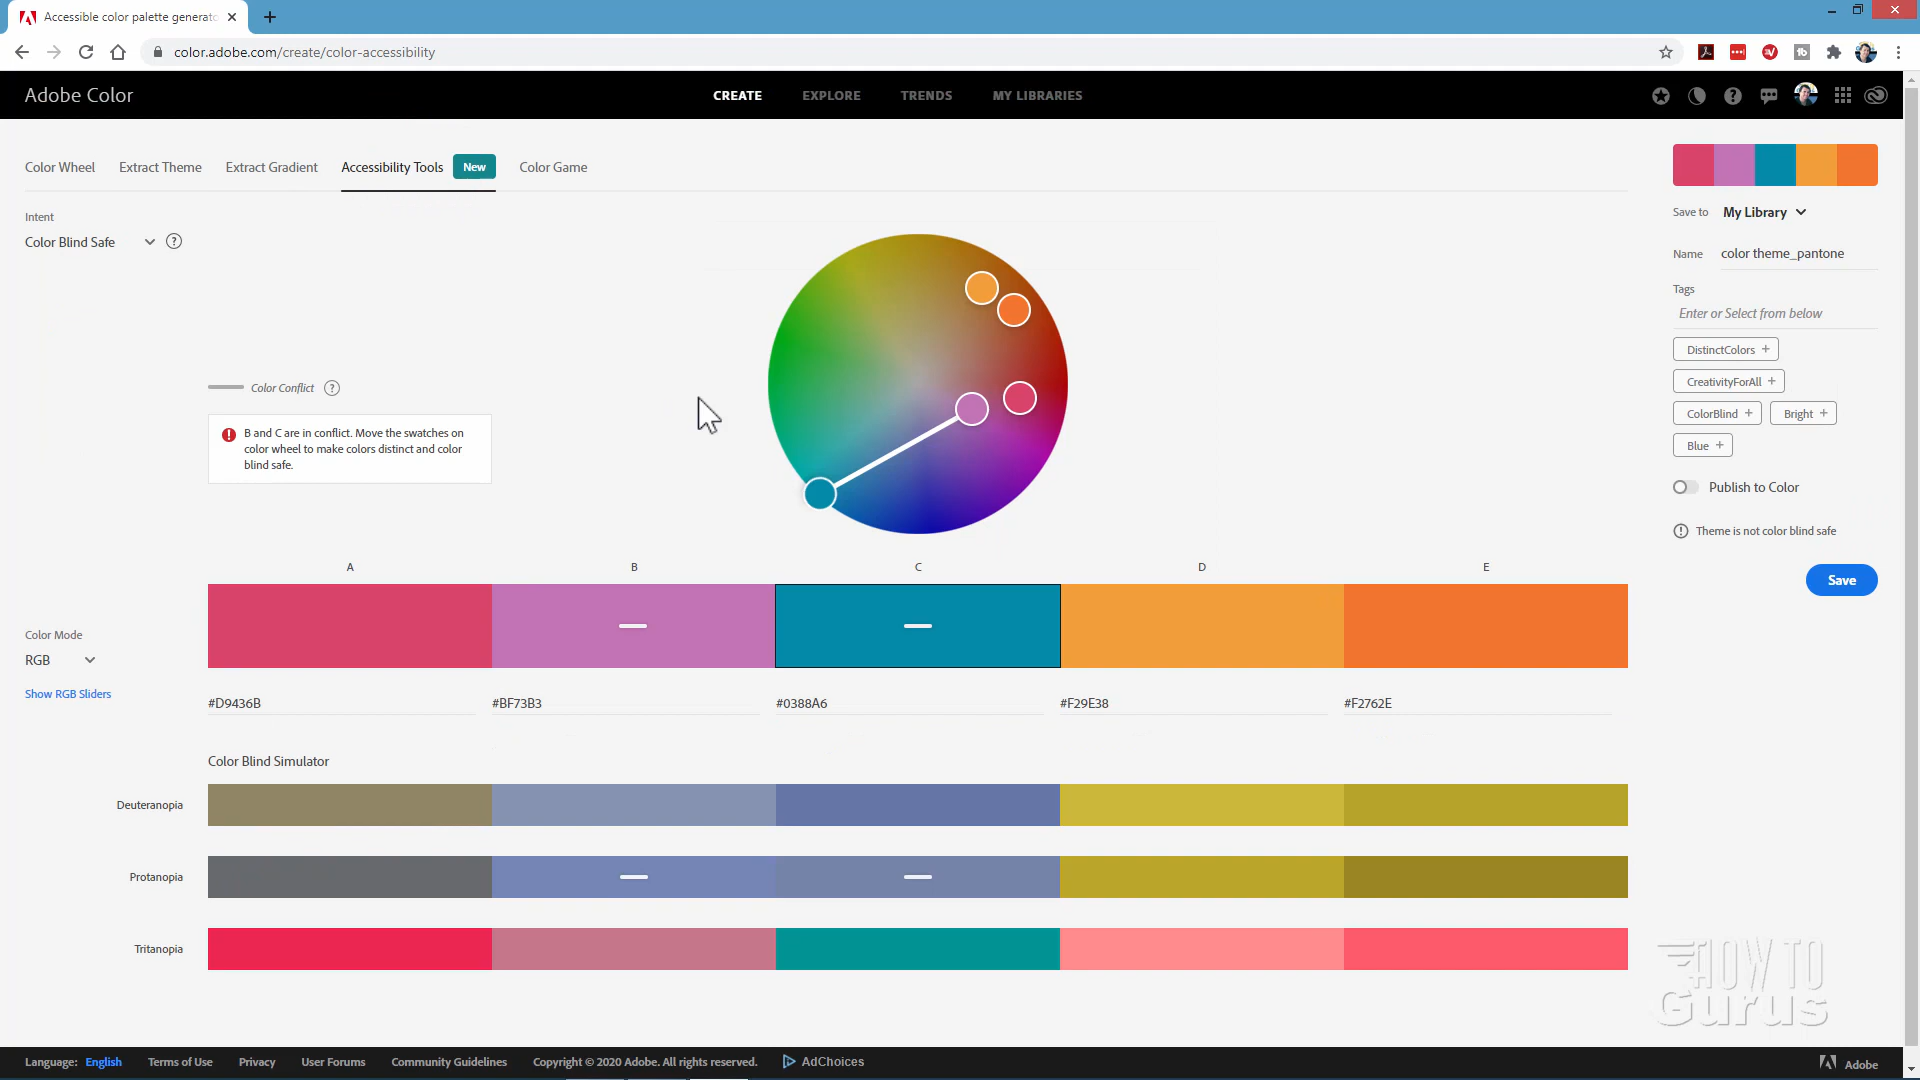 Accessible color palette generato
color.adobe.com/create/color-accessibility
Adobe Color
CREATE
EXPLORE
TRENDS
MY LIBRARIES
Color Wheel
Extract Theme
Extract Gradient
Accessibility Tools
New
Color Game
Intent
Color Blind Safe
Color Conflict
B and C are in conflict. Move the swatches on
color wheel to make colors distinct and color
blind safe.
Save to
My Library
Name
color theme_pantone
Tags
Enter or Select from below
DistinctColors +
CreativityForAll +
ColorBlind +
Bright +
Blue +
Publish to Color
Theme is not color blind safe
Save
A
B
C
D
E
Color Mode
RGB
Show RGB Sliders
#D9436B
#BF73B3
#0388A6
#F29E38
#F2762E
Color Blind Simulator
Deuteranopia
Protanopia
Tritanopia
HOW TO
Gurus
Language: English
Terms of Use
Privacy
User Forums
Community Guidelines
Copyright © 2020 Adobe. All rights reserved.
AdChoices
Adobe